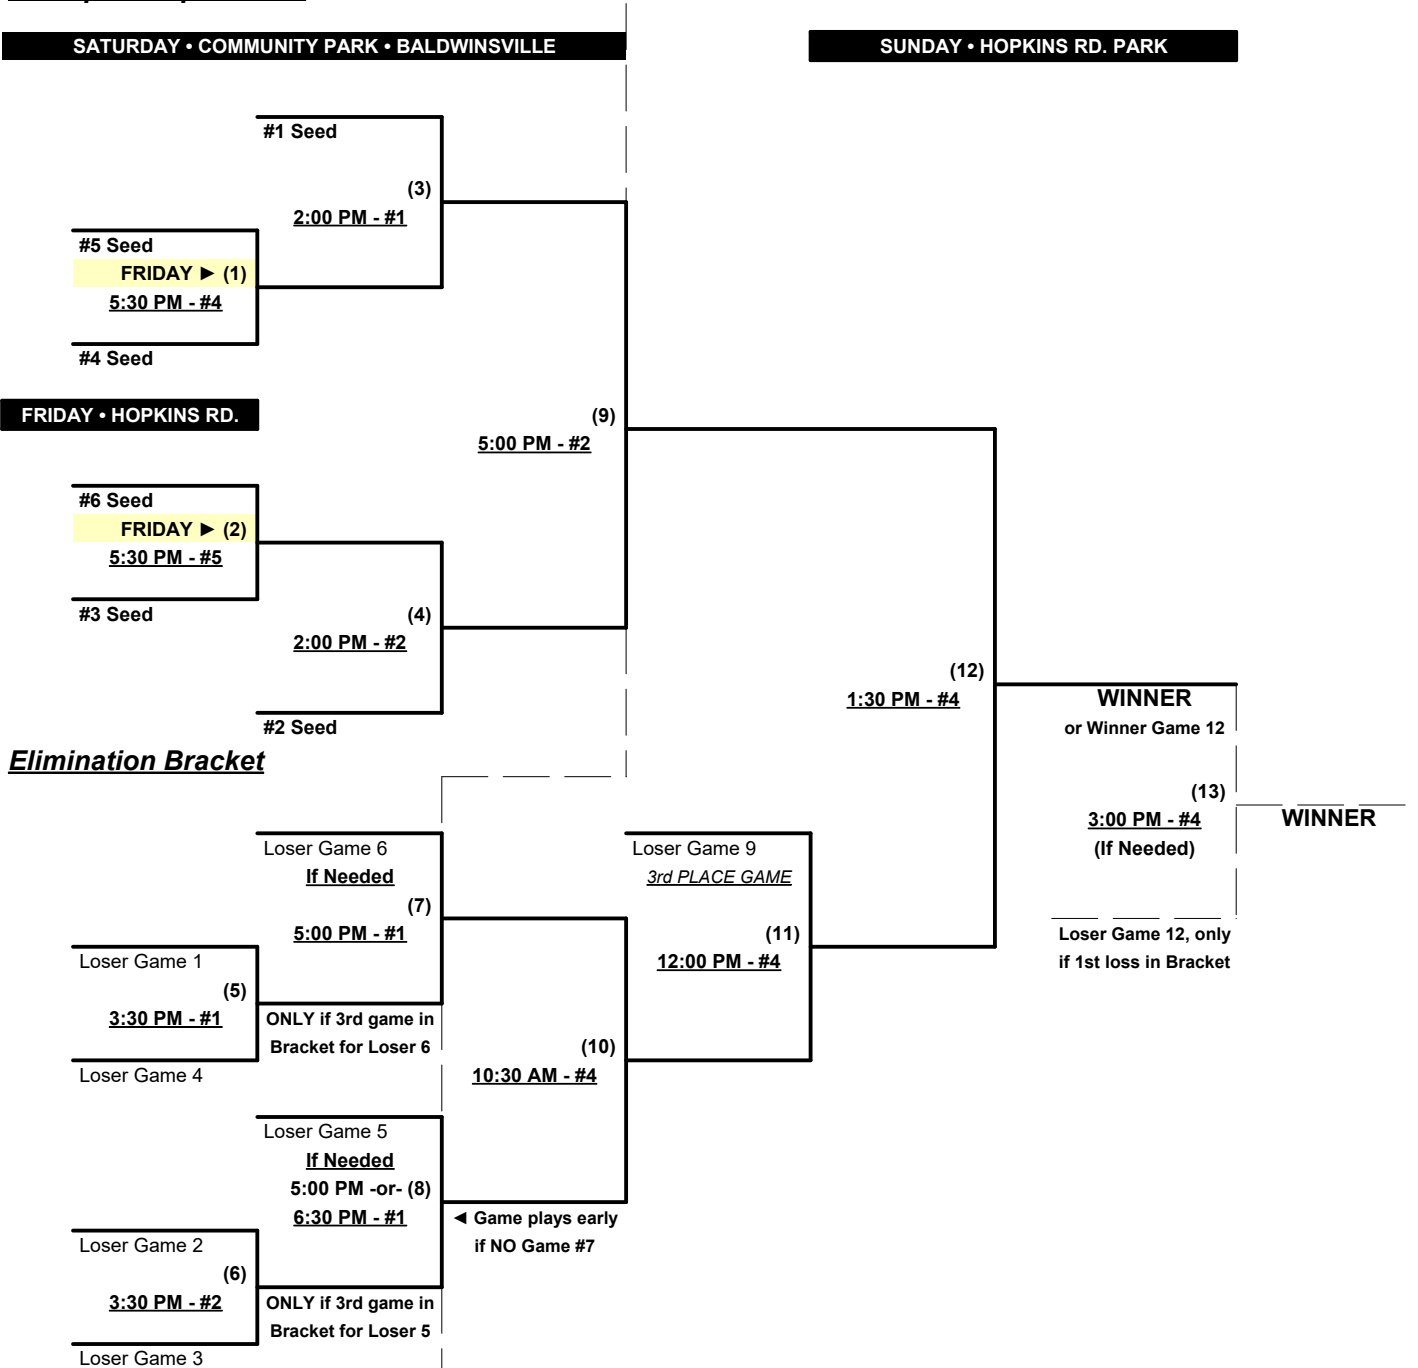 SATURDAY • COMMUNITY PARK • BALDWINSVILLE
SUNDAY • HOPKINS RD. PARK
#1 Seed
(3)
2:00 PM - #1
#5 Seed
FRIDAY ► (1)
5:30 PM - #4
#4 Seed
FRIDAY • HOPKINS RD.
(9)
5:00 PM - #2
#6 Seed
FRIDAY ► (2)
5:30 PM - #5
#3 Seed
(4)
2:00 PM - #2
#2 Seed
(12)
1:30 PM - #4
WINNER
or Winner Game 12
(13)
3:00 PM - #4
(If Needed)
WINNER
Loser Game 12, only
if 1st loss in Bracket
Elimination Bracket
Loser Game 6
If Needed
(7)
5:00 PM - #1
Loser Game 9
3rd PLACE GAME
(11)
12:00 PM - #4
Loser Game 1
(5)
3:30 PM - #1
Loser Game 4
ONLY if 3rd game in
Bracket for Loser 6
(10)
10:30 AM - #4
Loser Game 5
If Needed
5:00 PM -or- (8)
6:30 PM - #1
◄ Game plays early
if NO Game #7
Loser Game 2
(6)
3:30 PM - #2
Loser Game 3
ONLY if 3rd game in
Bracket for Loser 5